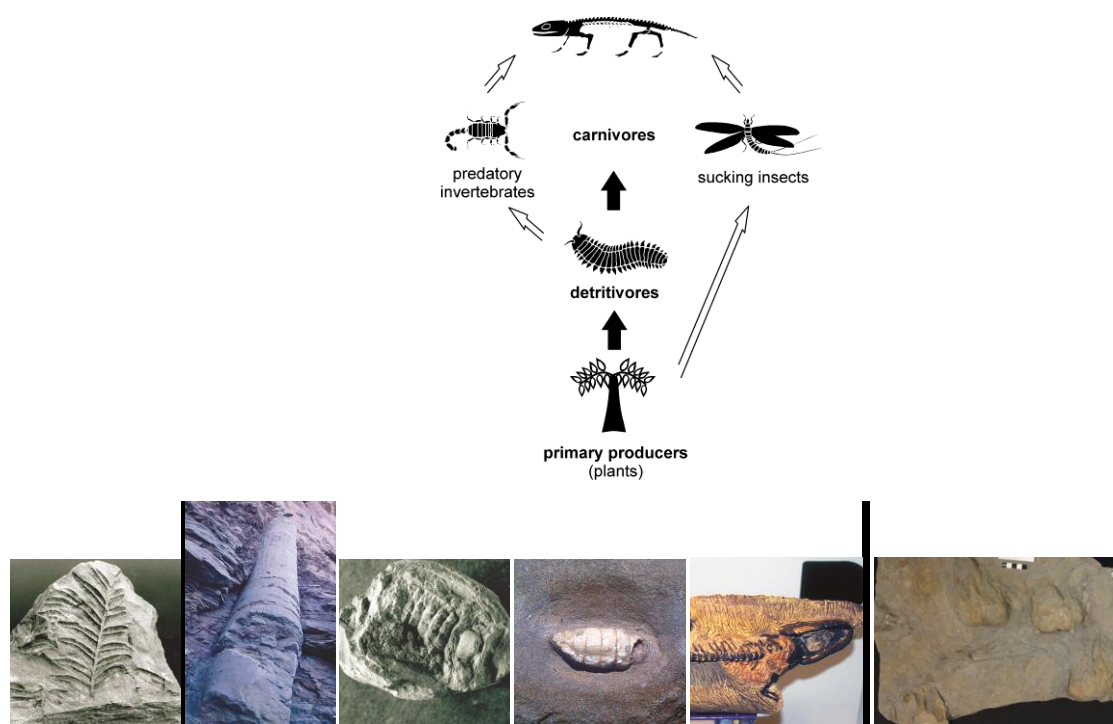 carnivores
predatory
invertebrates
sucking insects
detritivores
primary producers
(plants)